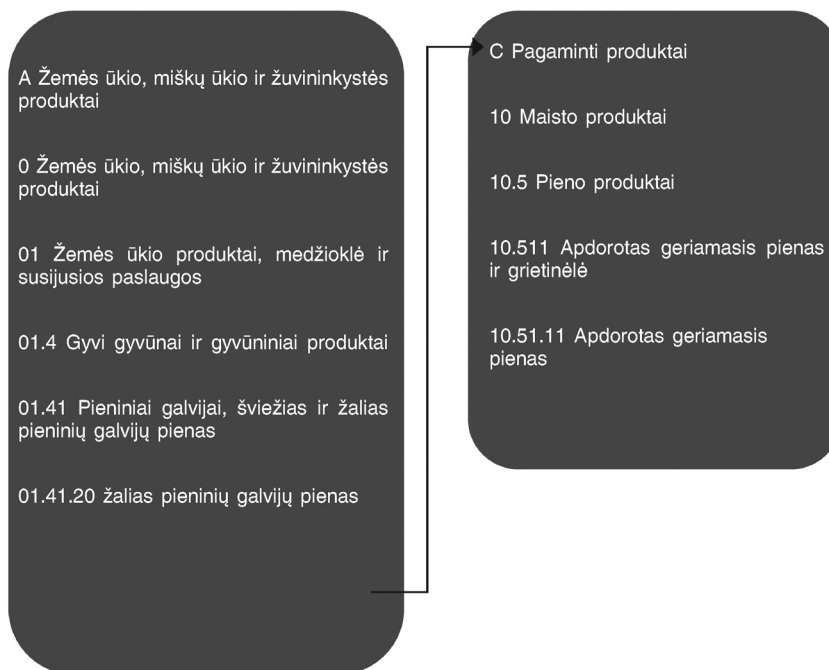 A Žemės ūkio, miškų ūkio ir žuvininkystės
produktai
0 Žemės ūkio, miškų ūkio ir žuvininkystės
produktai
01 Žemės ūkio produktai, medžioklė ir
susijusios paslaugos
01.4 Gyvi gyvūnai ir gyvūniniai produktai
01.41 Pieniniai galvijai, šviežias ir žalias
pieninių galvijų pienas
01.41.20 žalias pieninių galvijų pienas
C Pagaminti produktai
10 Maisto produktai
10.5 Pieno produktai
10.511 Apdorotas geriamasis pienas
ir grietinėlė
10.51.11 Apdorotas geriamasis
pienas